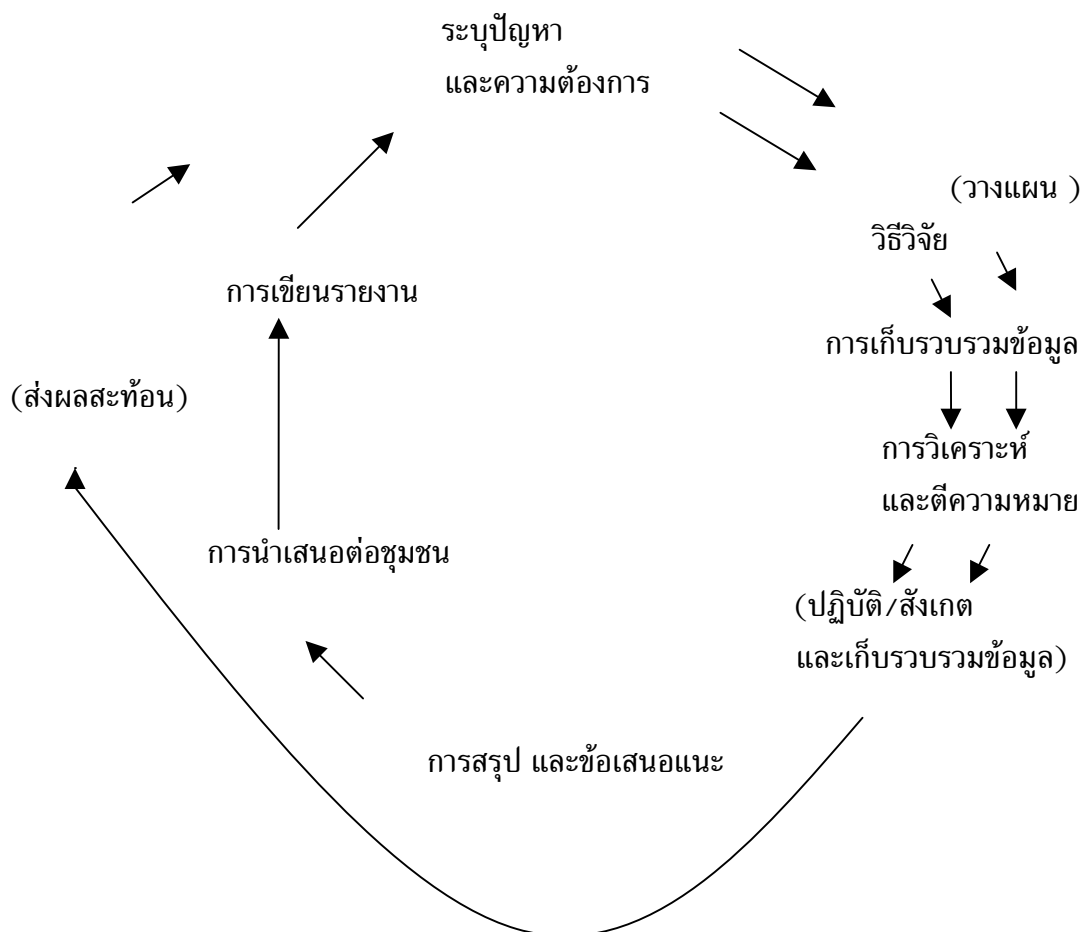 ระบุปัญหา
และความต้องการ
(วางแผน )
วิธีวิจัย
การเขียนรายงาน
การเก็บรวบรวมข้อมูล
(ส่งผลสะท้อน)
การวิเคราะห์
และตีความหมาย
การนำเสนอต่อชุมชน
(ปฏิบัติ/สังเกต
และเก็บรวบรวมข้อมูล)
การสรุป และข้อเสนอแนะ